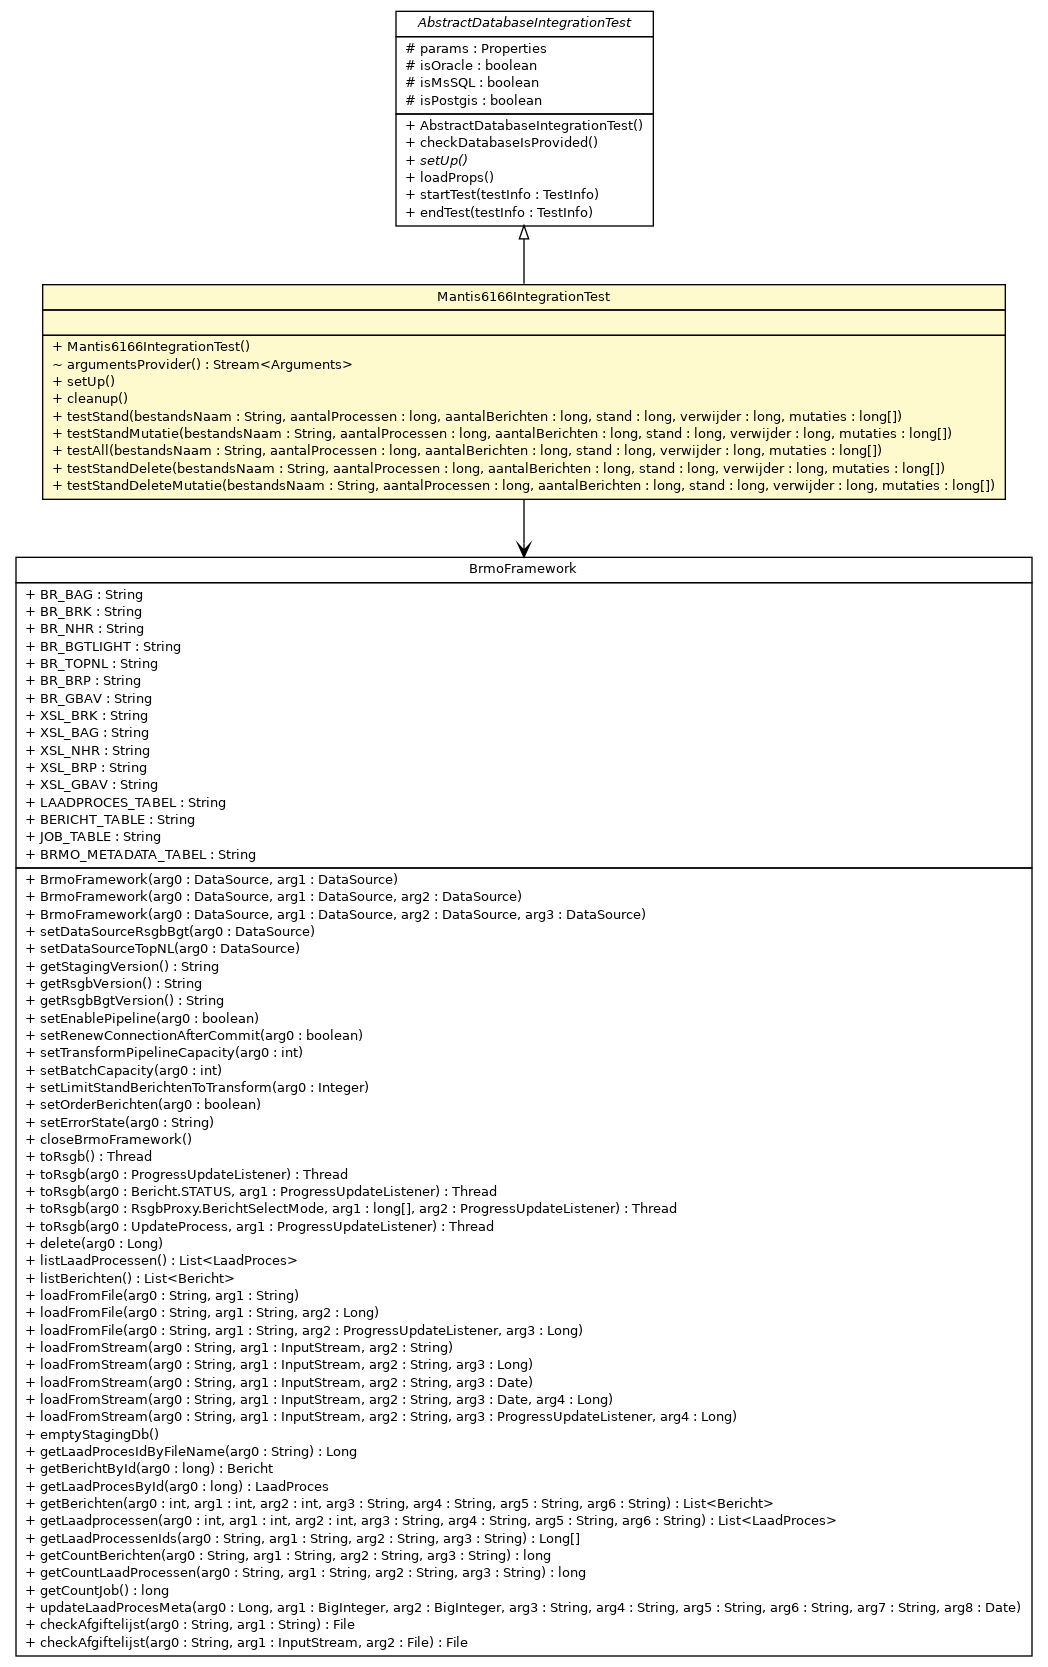 AbstractDatabaseIntegrationTest
# params : Properties
# isOracle : boolean
# isMsSQL : boolean
# isPostgis : boolean
+ AbstractDatabaseIntegrationTest()
+ checkDatabaseIsProvided()
+ setUp()
+ loadProps()
+ startTest(testInfo : TestInfo)
+ endTest(testInfo : TestInfo)
Mantis6166IntegrationTest
+ Mantis6166IntegrationTest()
~ argumentsProvider() : Stream<Arguments>
+ setUp()
+ cleanup()
+ testStand(bestandsNaam : String, aantalProcessen : long, aantalBerichten : long, stand : long, verwijder : long, mutaties : long[])
+ testStandMutatie(bestandsNaam : String, aantalProcessen : long, aantalBerichten : long, stand : long, verwijder : long, mutaties : long[])
+ testAll(bestandsNaam : String, aantalProcessen : long, aantalBerichten : long, stand : long, verwijder : long, mutaties : long[])
+ testStandDelete(bestandsNaam : String, aantalProcessen : long, aantalBerichten : long, stand : long, verwijder : long, mutaties : long[])
+ testStandDeleteMutatie(bestandsNaam : String, aantalProcessen : long, aantalBerichten : long, stand : long, verwijder : long, mutaties : long[])
BrmoFramework
+ BR_BAG : String
+ BR_BRK : String
+ BR_NHR : String
+ BR_BGTLIGHT : String
+ BR_TOPNL : String
+ BR_BRP : String
+ BR_GBAV : String
+ XSL_BRK : String
+ XSL_BAG : String
+ XSL_NHR : String
+ XSL_BRP : String
+ XSL_GBAV : String
+ LAADPROCES_TABEL : String
+ BERICHT_TABLE : String
+ JOB_TABLE : String
+ BRMO_METADATA_TABEL : String
+ BrmoFramework(arg0 : DataSource, arg1 : DataSource)
+ BrmoFramework(arg0 : DataSource, arg1 : DataSource, arg2 : DataSource)
+ BrmoFramework(arg0 : DataSource, arg1 : DataSource, arg2 : DataSource, arg3 : DataSource)
+ setDataSourceRsgbBgt(arg0 : DataSource)
+ setDataSourceTopNL(arg0 : DataSource)
+ getStagingVersion() : String
+ getRsgbVersion() : String
+ getRsgbBgtVersion() : String
+ setEnablePipeline(arg0 : boolean)
+ setRenewConnectionAfterCommit(arg0 : boolean)
+ setTransformPipelineCapacity(arg0 : int)
+ setBatchCapacity(arg0 : int)
+ setLimitStandBerichtenToTransform(arg0 : Integer)
+ setOrderBerichten(arg0 : boolean)
+ setErrorState(arg0 : String)
+ closeBrmoFramework()
+ toRsgb() : Thread
+ toRsgb(arg0 : ProgressUpdateListener) : Thread
+ toRsgb(arg0 : Bericht.STATUS, arg1 : ProgressUpdateListener) : Thread
+ toRsgb(arg0 : RsgbProxy.BerichtSelectMode, arg1 : long[], arg2 : ProgressUpdateListener) : Thread
+ toRsgb(arg0 : UpdateProcess, arg1 : ProgressUpdateListener) : Thread
+ delete(arg0 : Long)
+ listLaadProcessen() : List<LaadProces>
+ listBerichten() : List<Bericht>
+ loadFromFile(arg0 : String, arg1 : String)
+ loadFromFile(arg0 : String, arg1 : String, arg2 : Long)
+ loadFromFile(arg0 : String, arg1 : String, arg2 : ProgressUpdateListener, arg3 : Long)
+ loadFromStream(arg0 : String, arg1 : InputStream, arg2 : String)
+ loadFromStream(arg0 : String, arg1 : InputStream, arg2 : String, arg3 : Long)
+ loadFromStream(arg0 : String, arg1 : InputStream, arg2 : String, arg3 : Date)
+ loadFromStream(arg0 : String, arg1 : InputStream, arg2 : String, arg3 : Date, arg4 : Long)
+ loadFromStream(arg0 : String, arg1 : InputStream, arg2 : String, arg3 : ProgressUpdateListener, arg4 : Long)
+ emptyStagingDb()
+ getLaadProcesIdByFileName(arg0 : String) : Long
+ getBerichtById(arg0 : long) : Bericht
+ getLaadProcesById(arg0 : long) : LaadProces
+ getBerichten(arg0 : int, arg1 : int, arg2 : int, arg3 : String, arg4 : String, arg5 : String, arg6 : String) : List<Bericht>
+ getLaadprocessen(arg0 : int, arg1 : int, arg2 : int, arg3 : String, arg4 : String, arg5 : String, arg6 : String) : List<LaadProces>
+ getLaadProcessenIds(arg0 : String, arg1 : String, arg2 : String, arg3 : String) : Long[]
+ getCountBerichten(arg0 : String, arg1 : String, arg2 : String, arg3 : String) : long
+ getCountLaadProcessen(arg0 : String, arg1 : String, arg2 : String, arg3 : String) : long
+ getCountJob() : long
+ updateLaadProcesMeta(arg0 : Long, arg1 : BigInteger, arg2 : BigInteger, arg3 : String, arg4 : String, arg5 : String, arg6 : String, arg7 : String, arg8 : Date)
+ checkAfgiftelijst(arg0 : String, arg1 : String) : File
+ checkAfgiftelijst(arg0 : String, arg1 : InputStream, arg2 : File) : File